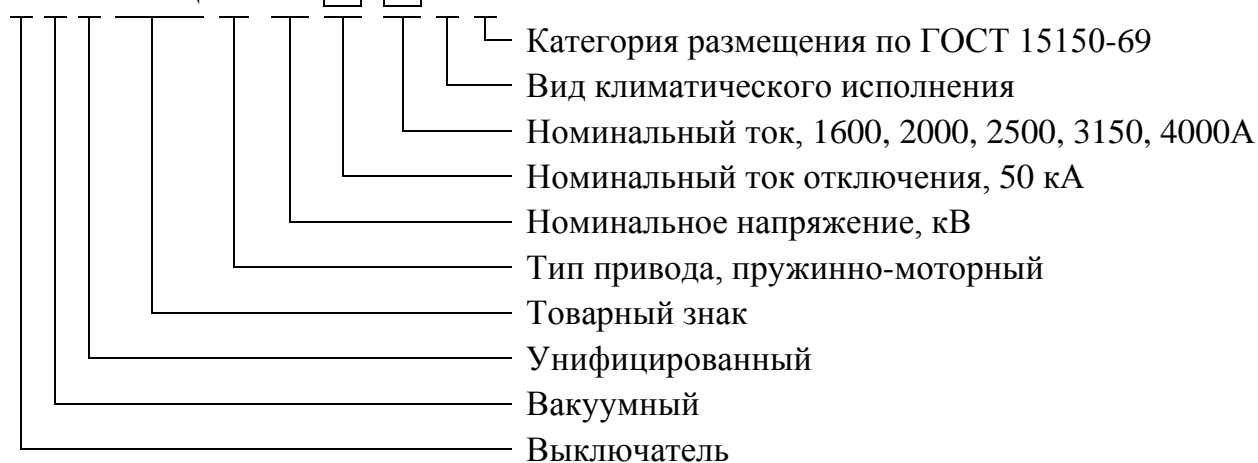 Категория размещения по ГОСТ 15150-69
Вид климатического исполнения
Номинальный ток, 1600, 2000, 2500, 3150, 4000А
Номинальный ток отключения, 50 кА
Номинальное напряжение, кВ
Тип привода, пружинно-моторный
Товарный знак
Унифицированный
Вакуумный
Выключатель